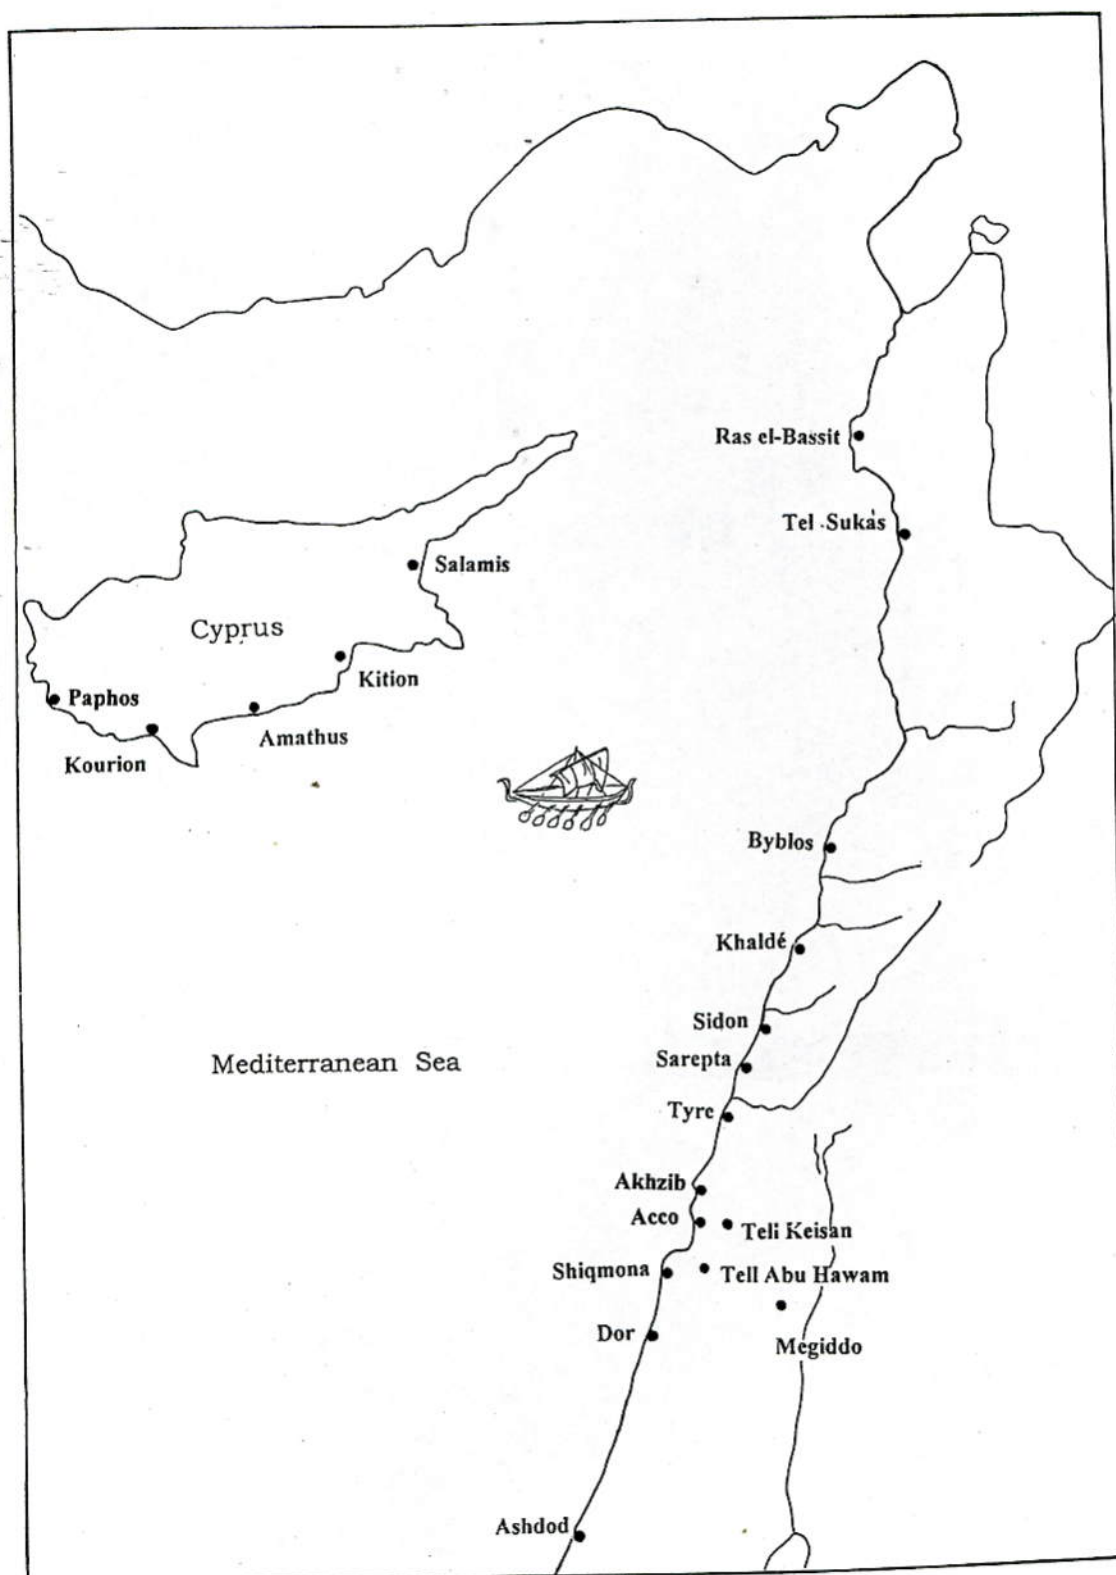 Ras el-Bassit
Tel Sukas
Salamis
Cyprus
Kition
Paphos
Amathus
Kourion
Byblos
Khaldé
Sidon
Mediterranean Sea
Sarepta
Tyre
Akhzib
Acco
Teli Keisan
Shiqmona
Tell Abu Hawam
Dor
Megiddo
Ashdod